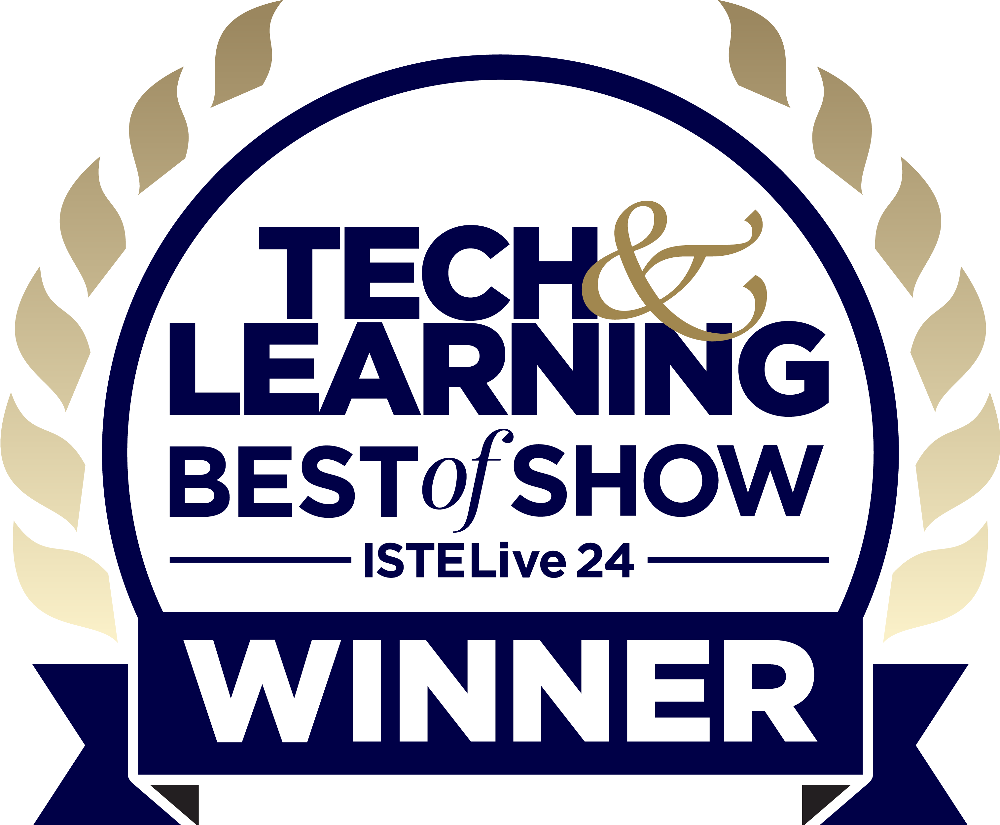 TECH &
LEARNING
BEST of SHOW
ISTELive 24
WINNER